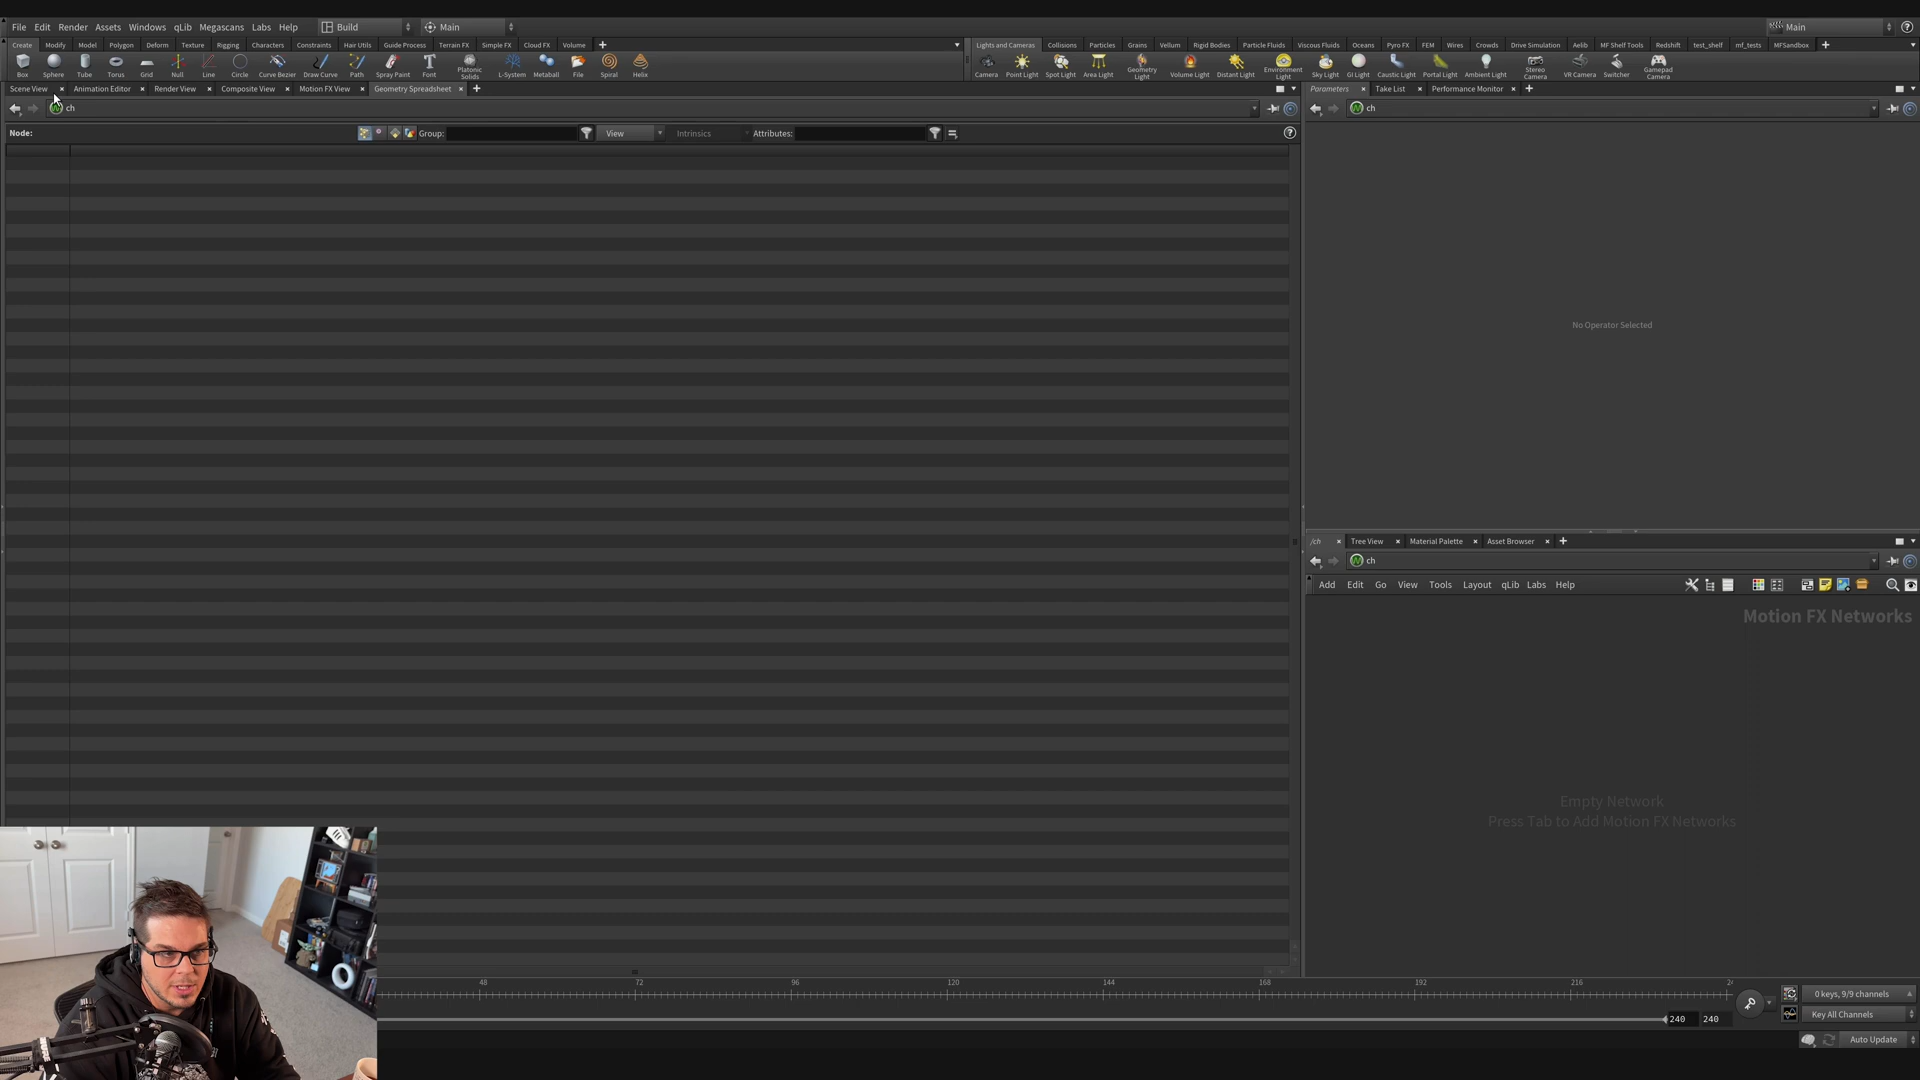 File Edit Render Assets Windows qLib Megascans Labs Help Build Main Main
Create Modify Model Polygon Deform Texture Rigging Characters Constraints Hair Utils Guide Process Terrain FX Simple FX Cloud FX Volume
Lights and Cameras Collisions Particles Grains Vellum Rigid Bodies Particle Fluids Viscous Fluids Oceans Pyro FX FEM Wires Crowds Drive Simulation Aelib MF Shelf Tools Redshift test_shelf mf_tests MFSandbox
Box Sphere Tube Torus Grid Null Line Circle Curve Bezier Draw Curve Path Spray Paint Font Platonic Solids L-System Metaball File Spiral Helix
Camera Point Light Spot Light Area Light Geometry Light Volume Light Distant Light Environment Light Sky Light GI Light Caustic Light Portal Light Ambient Light Stereo Camera VR Camera Switcher Gamepad Camera
Scene View Animation Editor Render View Composite View Motion FX View Geometry Spreadsheet
Parameters Take List Performance Monitor
ch
ch
Node: Group: View Intrinsics Attributes:
No Operator Selected
/ch Tree View Material Palette Asset Browser
ch
Add Edit Go View Tools Layout qLib Labs Help
Motion FX Networks
Empty Network
Press Tab to Add Motion FX Networks
48 72 96 120 144 168 192 216 24
240 240
0 keys, 9/9 channels
Key All Channels
Auto Update